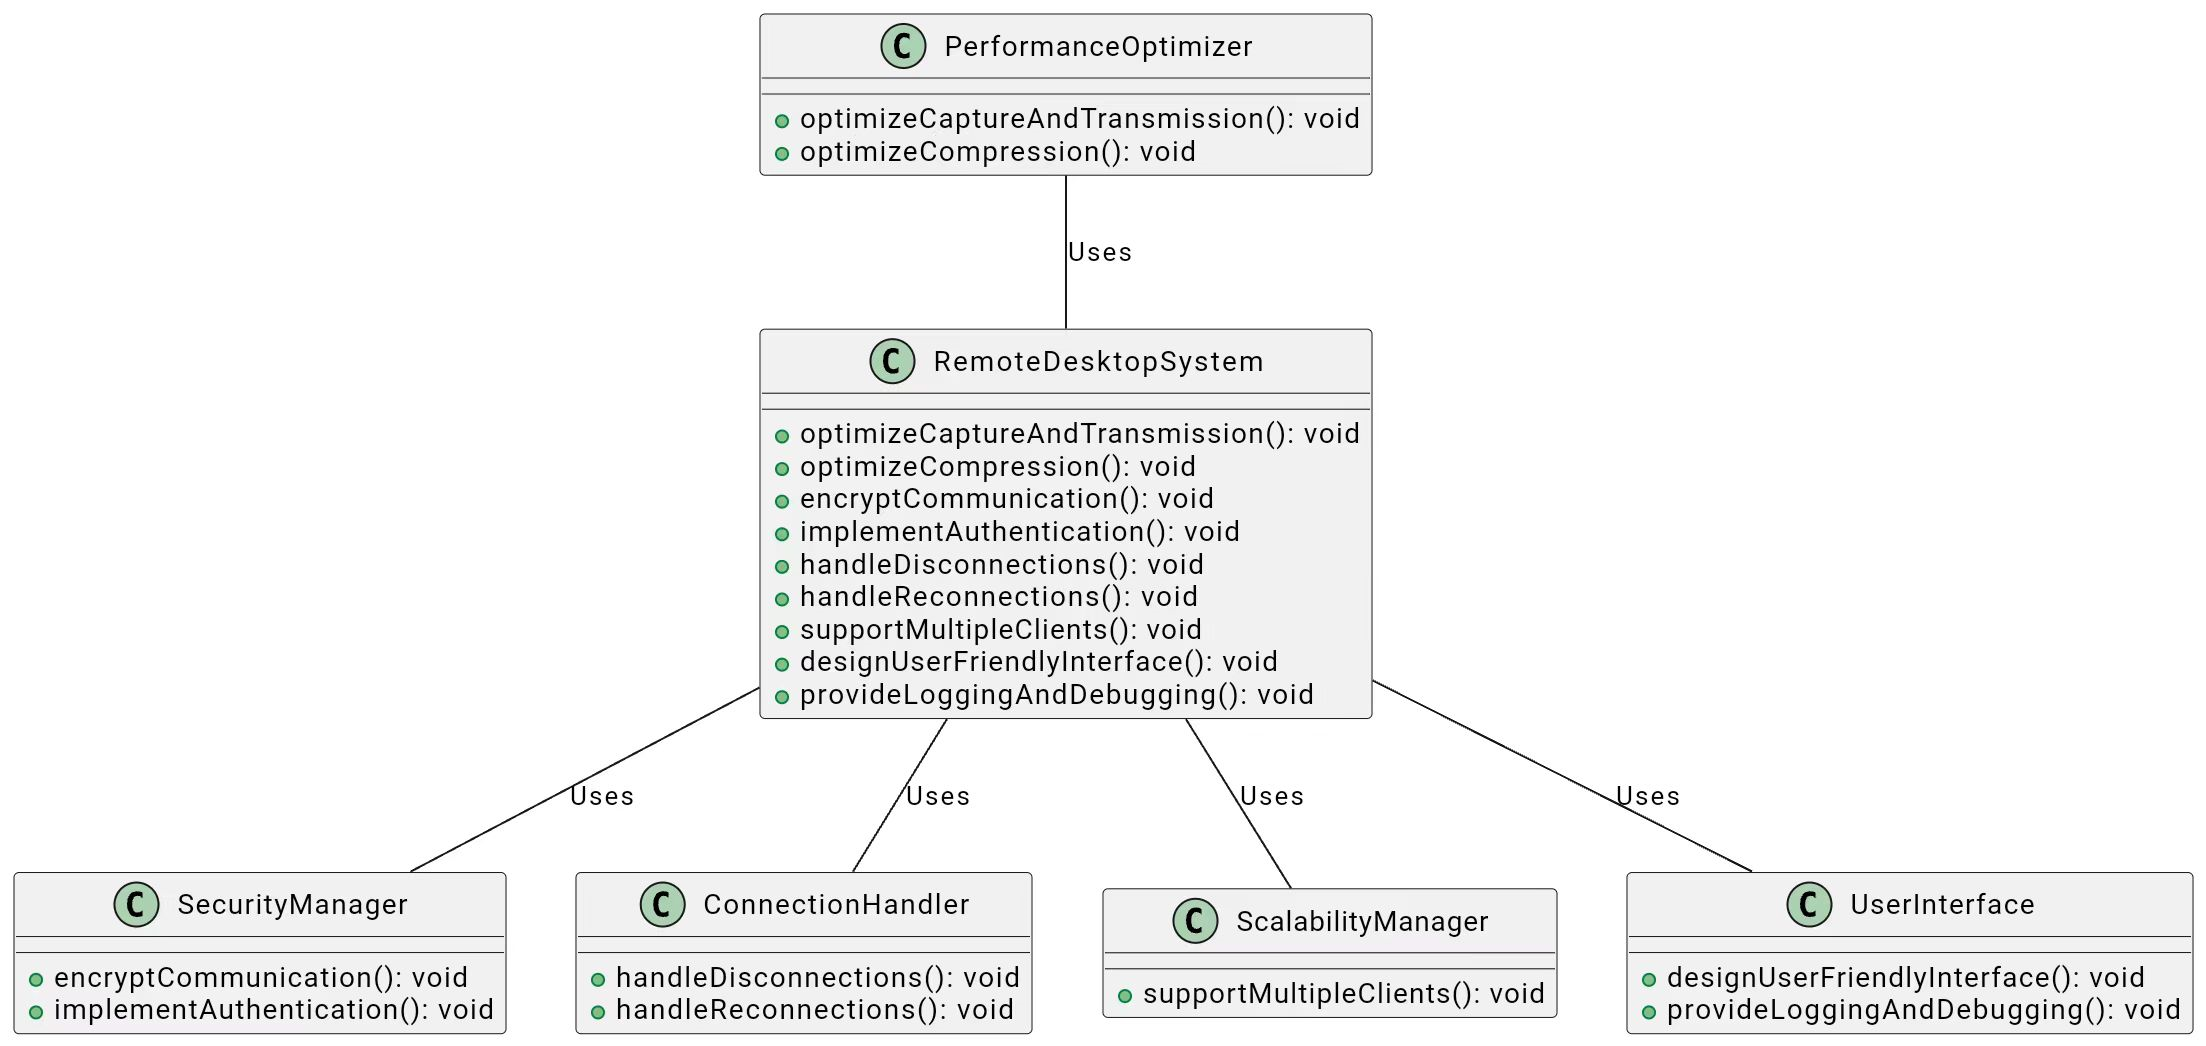 C PerformanceOptimizer
optimizeCaptureAndTransmission(): void
optimizeCompression(): void
Uses
C RemoteDesktopSystem
optimizeCaptureAndTransmission(): void
optimizeCompression(): void
encryptCommunication(): void
implementAuthentication(): void
handleDisconnections(): void
handleReconnections(): void
supportMultipleClients(): void
designUserFriendlyInterface(): void
provideLoggingAndDebugging(): void
Uses
Uses
Uses
Uses
C SecurityManager
encryptCommunication(): void
implementAuthentication(): void
C ConnectionHandler
handleDisconnections(): void
handleReconnections(): void
C ScalabilityManager
supportMultipleClients(): void
C UserInterface
designUserFriendlyInterface(): void
provideLoggingAndDebugging(): void